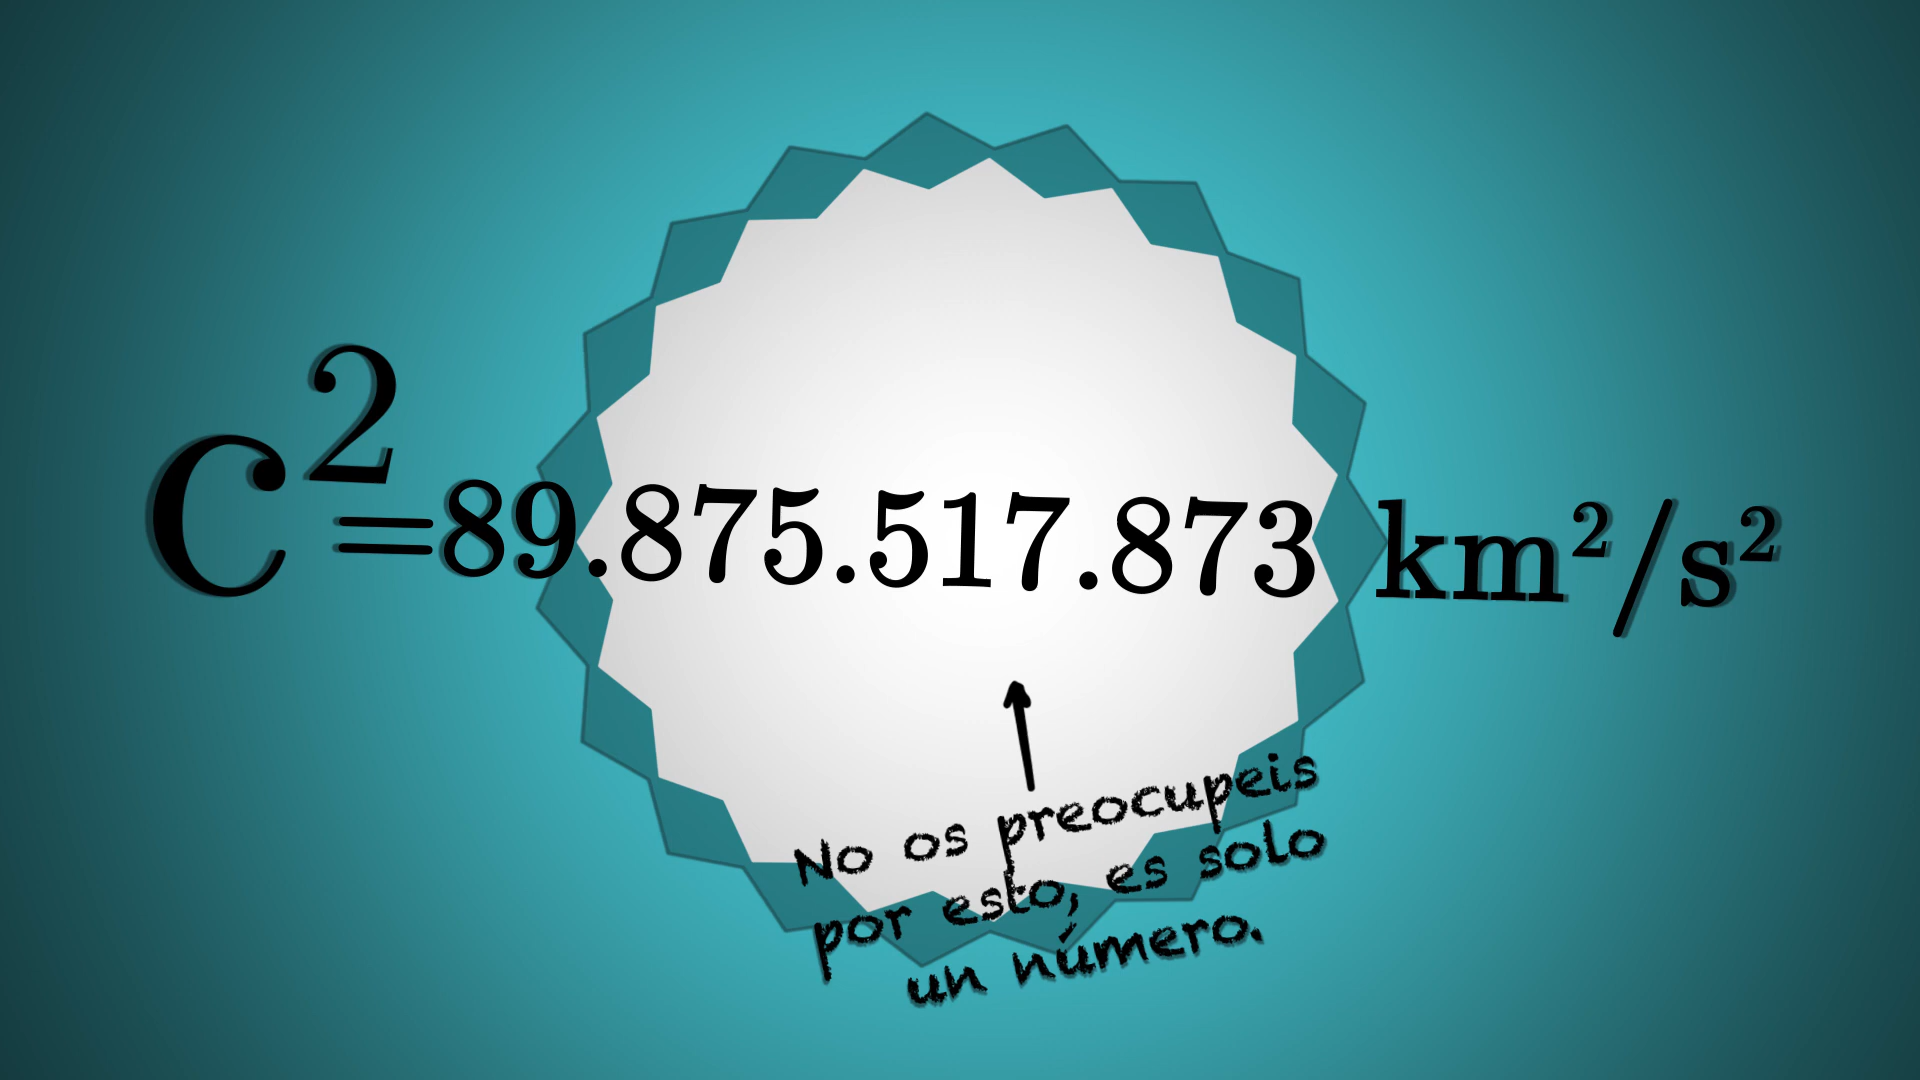 C²=89.875.517.873 km²/s²
No os preocupeis
por esto, es solo
un número.